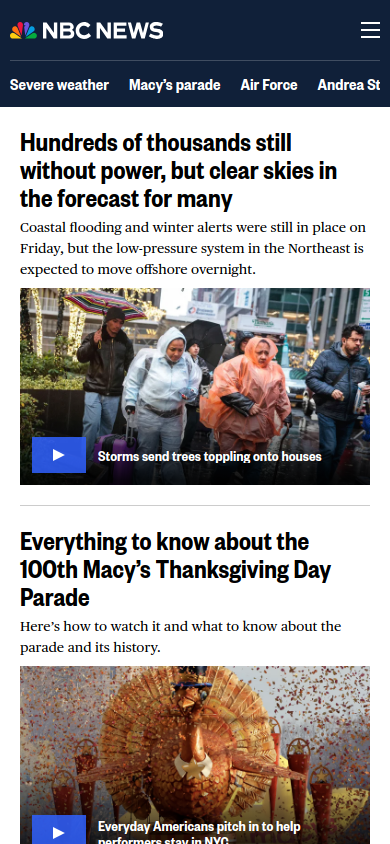 NBC NEWS
Severe weather Macy's parade Air Force Andrea St
Hundreds of thousands still
without power, but clear skies in
the forecast for many
Coastal flooding and winter alerts were still in place on
Friday, but the low-pressure system in the Northeast is
expected to move offshore overnight.
Storms send trees toppling onto houses
Everything to know about the
100th Macy's Thanksgiving Day
Parade
Here's how to watch it and what to know about the
parade and its history.
Everyday Americans pitch in to help
performers stay in NYC